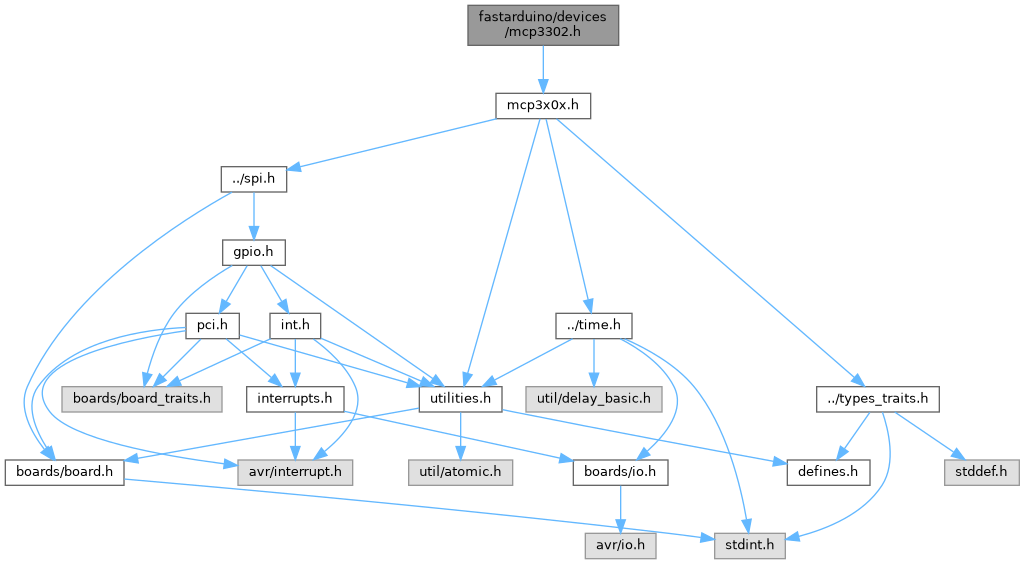 fastarduino/devices
/mcp3302.h
mcp3x0x.h
../spi.h
gpio.h
pci.h
int.h
../time.h
boards/board_traits.h
interrupts.h
utilities.h
util/delay_basic.h
../types_traits.h
boards/board.h
avr/interrupt.h
util/atomic.h
boards/io.h
defines.h
stddef.h
avr/io.h
stdint.h